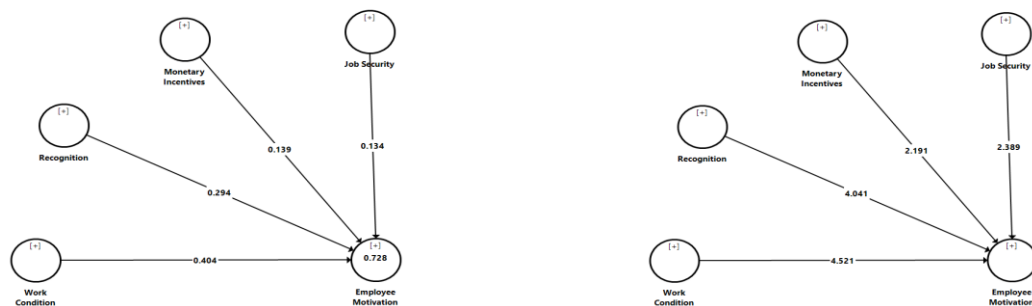 [+]
Monetary
Incentives
[+]
Job Security
[+]
Recognition
0.139
0.134
0.294
[+]
Work
Condition
0.404
[+]
0.728
Employee
Motivation
[+]
Monetary
Incentives
[+]
Job Security
[+]
Recognition
2.191
2.389
4.041
[+]
Work
Condition
4.521
[+]
Employee
Motivation